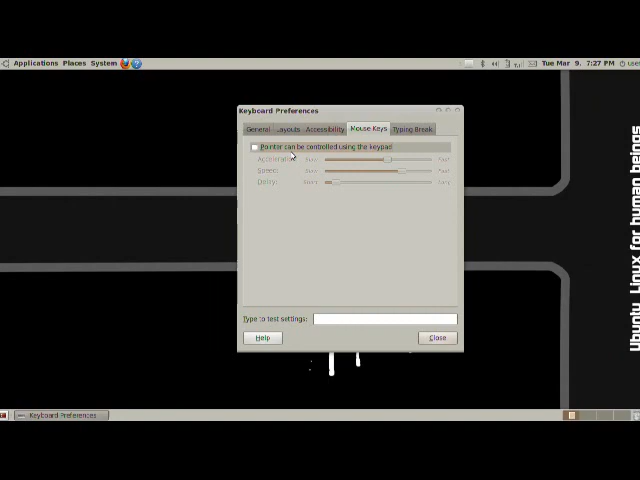 Applications Places System Tue Mar 9, 7:27 PM
Keyboard Preferences
General Layouts Accessibility Mouse Keys Typing Break
Pointer can be controlled using the keypad
Acceleration: Slow Fast
Speed: Slow Fast
Delay: Short Long
Type to test settings:
Help Close
Keyboard Preferences
Ubuntu, Linux for human beings